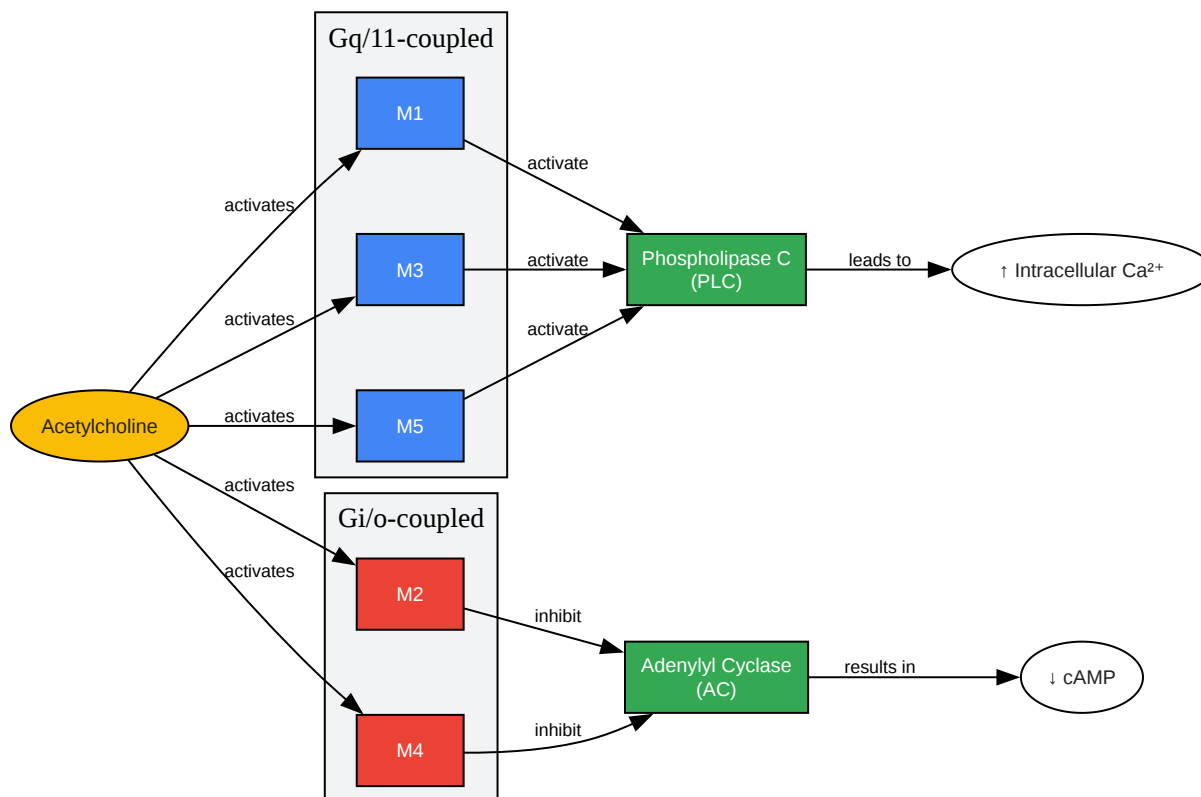 Gq/11-coupled
M1
activates
activate
M3
Phospholipase C
(PLC)
activate
leads to
↑ Intracellular Ca²⁺
activates
activate
Acetylcholine
activates
M5
activates
Gi/o-coupled
activates
M2
inhibit
Adenylyl Cyclase
(AC)
results in
↓ cAMP
M4
inhibit